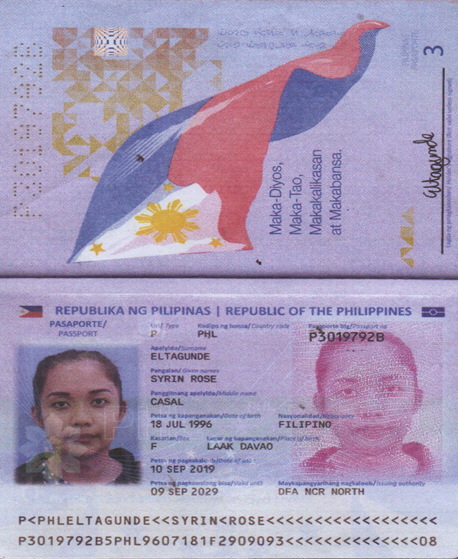 P3019792B
PILIPINAS
PASAPORTE
3
Maka-Diyos,
Maka-Tao,
Makakalikasan
at Makabansa.
REPUBLIKA NG PILIPINAS | REPUBLIC OF THE PHILIPPINES
PASAPORTE/
PASSPORT
Uri/ Type
P
Kodigo ng bansa/ Country code
PHL
Pasaporte blg/Passport no
P3019792B
Apelyido/Surname
ELTAGUNDE
Pangalan/ Given names
SYRIN ROSE
Panggitnang apelyido/Middle name
CASAL
Petsa ng kapanganakan/Date of birth
18 JUL 1996
Nasyonalidad/Nationality
FILIPINO
Kasarian/Sex
F
Lugar ng kapanganakan/Place of birth
LAAK DAVAO
Petsa ng pagkakaloob/Date of issue
10 SEP 2019
Petsa ng pagkawalang bisa/Valid until
09 SEP 2029
Maykapangyarihang nagkaloob/ Issuing authority
DFA NCR NORTH
P<PHLELTAGUNDE<<SYRIN<ROSE<<<<<<<<<<<<<<<<<<
P3019792B5PHL9607181F2909093<<<<<<<<<<<<<<08